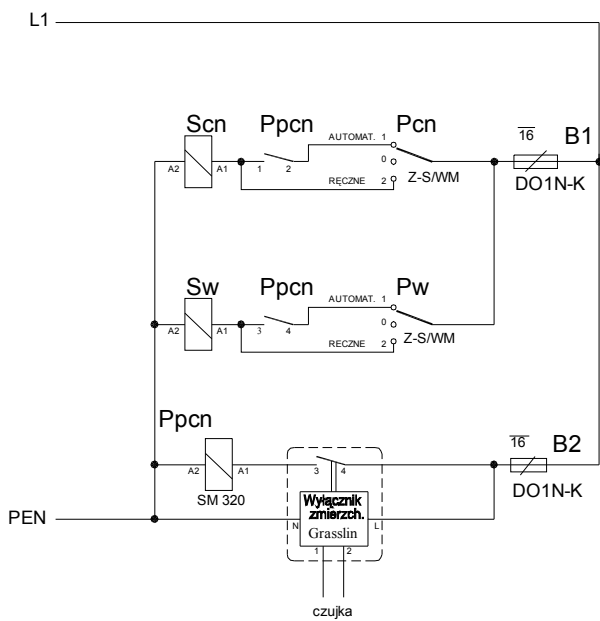 L1
Scn
Ppcn
AUTOMAT. 1
Pcn
16
B1
A2
A1
1
2
0
Z-S/WM
DO1N-K
RĘCZNE 2
Sw
Ppcn
AUTOMAT. 1
Pw
A2
A1
3
4
0
Z-S/WM
RECZNE 2
Ppcn
16
B2
A2
A1
3
4
SM 320
DO1N-K
PEN
N
Wyłącznik
zmierzch.
Grasslin
L
1
2
czujka